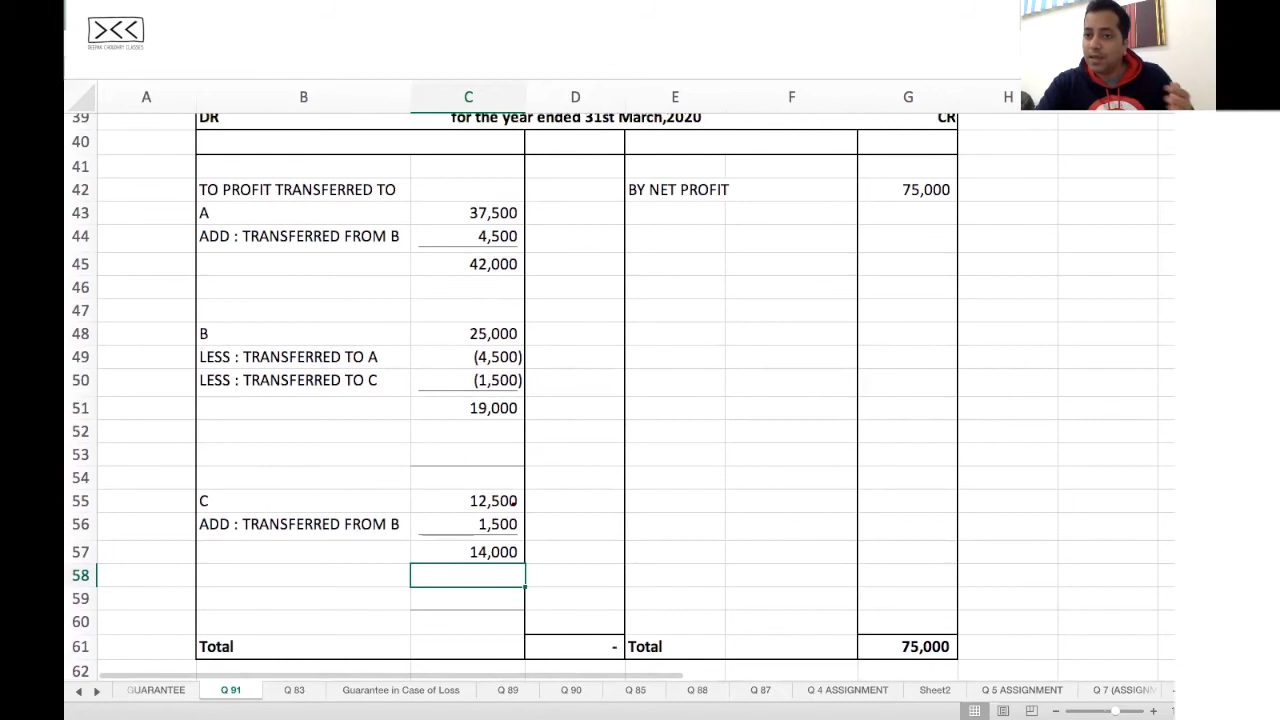 DEEPAK CHOUDHARY CLASSES
A B C D E F G H
39 DR for the year ended 31st March,2020 CR
40
41
42 TO PROFIT TRANSFERRED TO BY NET PROFIT 75,000
43 A 37,500
44 ADD : TRANSFERRED FROM B 4,500
45 42,000
46
47
48 B 25,000
49 LESS : TRANSFERRED TO A (4,500)
50 LESS : TRANSFERRED TO C (1,500)
51 19,000
52
53
54
55 C 12,500
56 ADD : TRANSFERRED FROM B 1,500
57 14,000
58
59
60
61 Total - Total 75,000
62
GUARANTEE Q 91 Q 83 Guarantee in Case of Loss Q 89 Q 90 Q 85 Q 88 Q 87 Q 4 ASSIGNMENT Sheet2 Q 5 ASSIGNMENT Q 7 (ASSIGNM